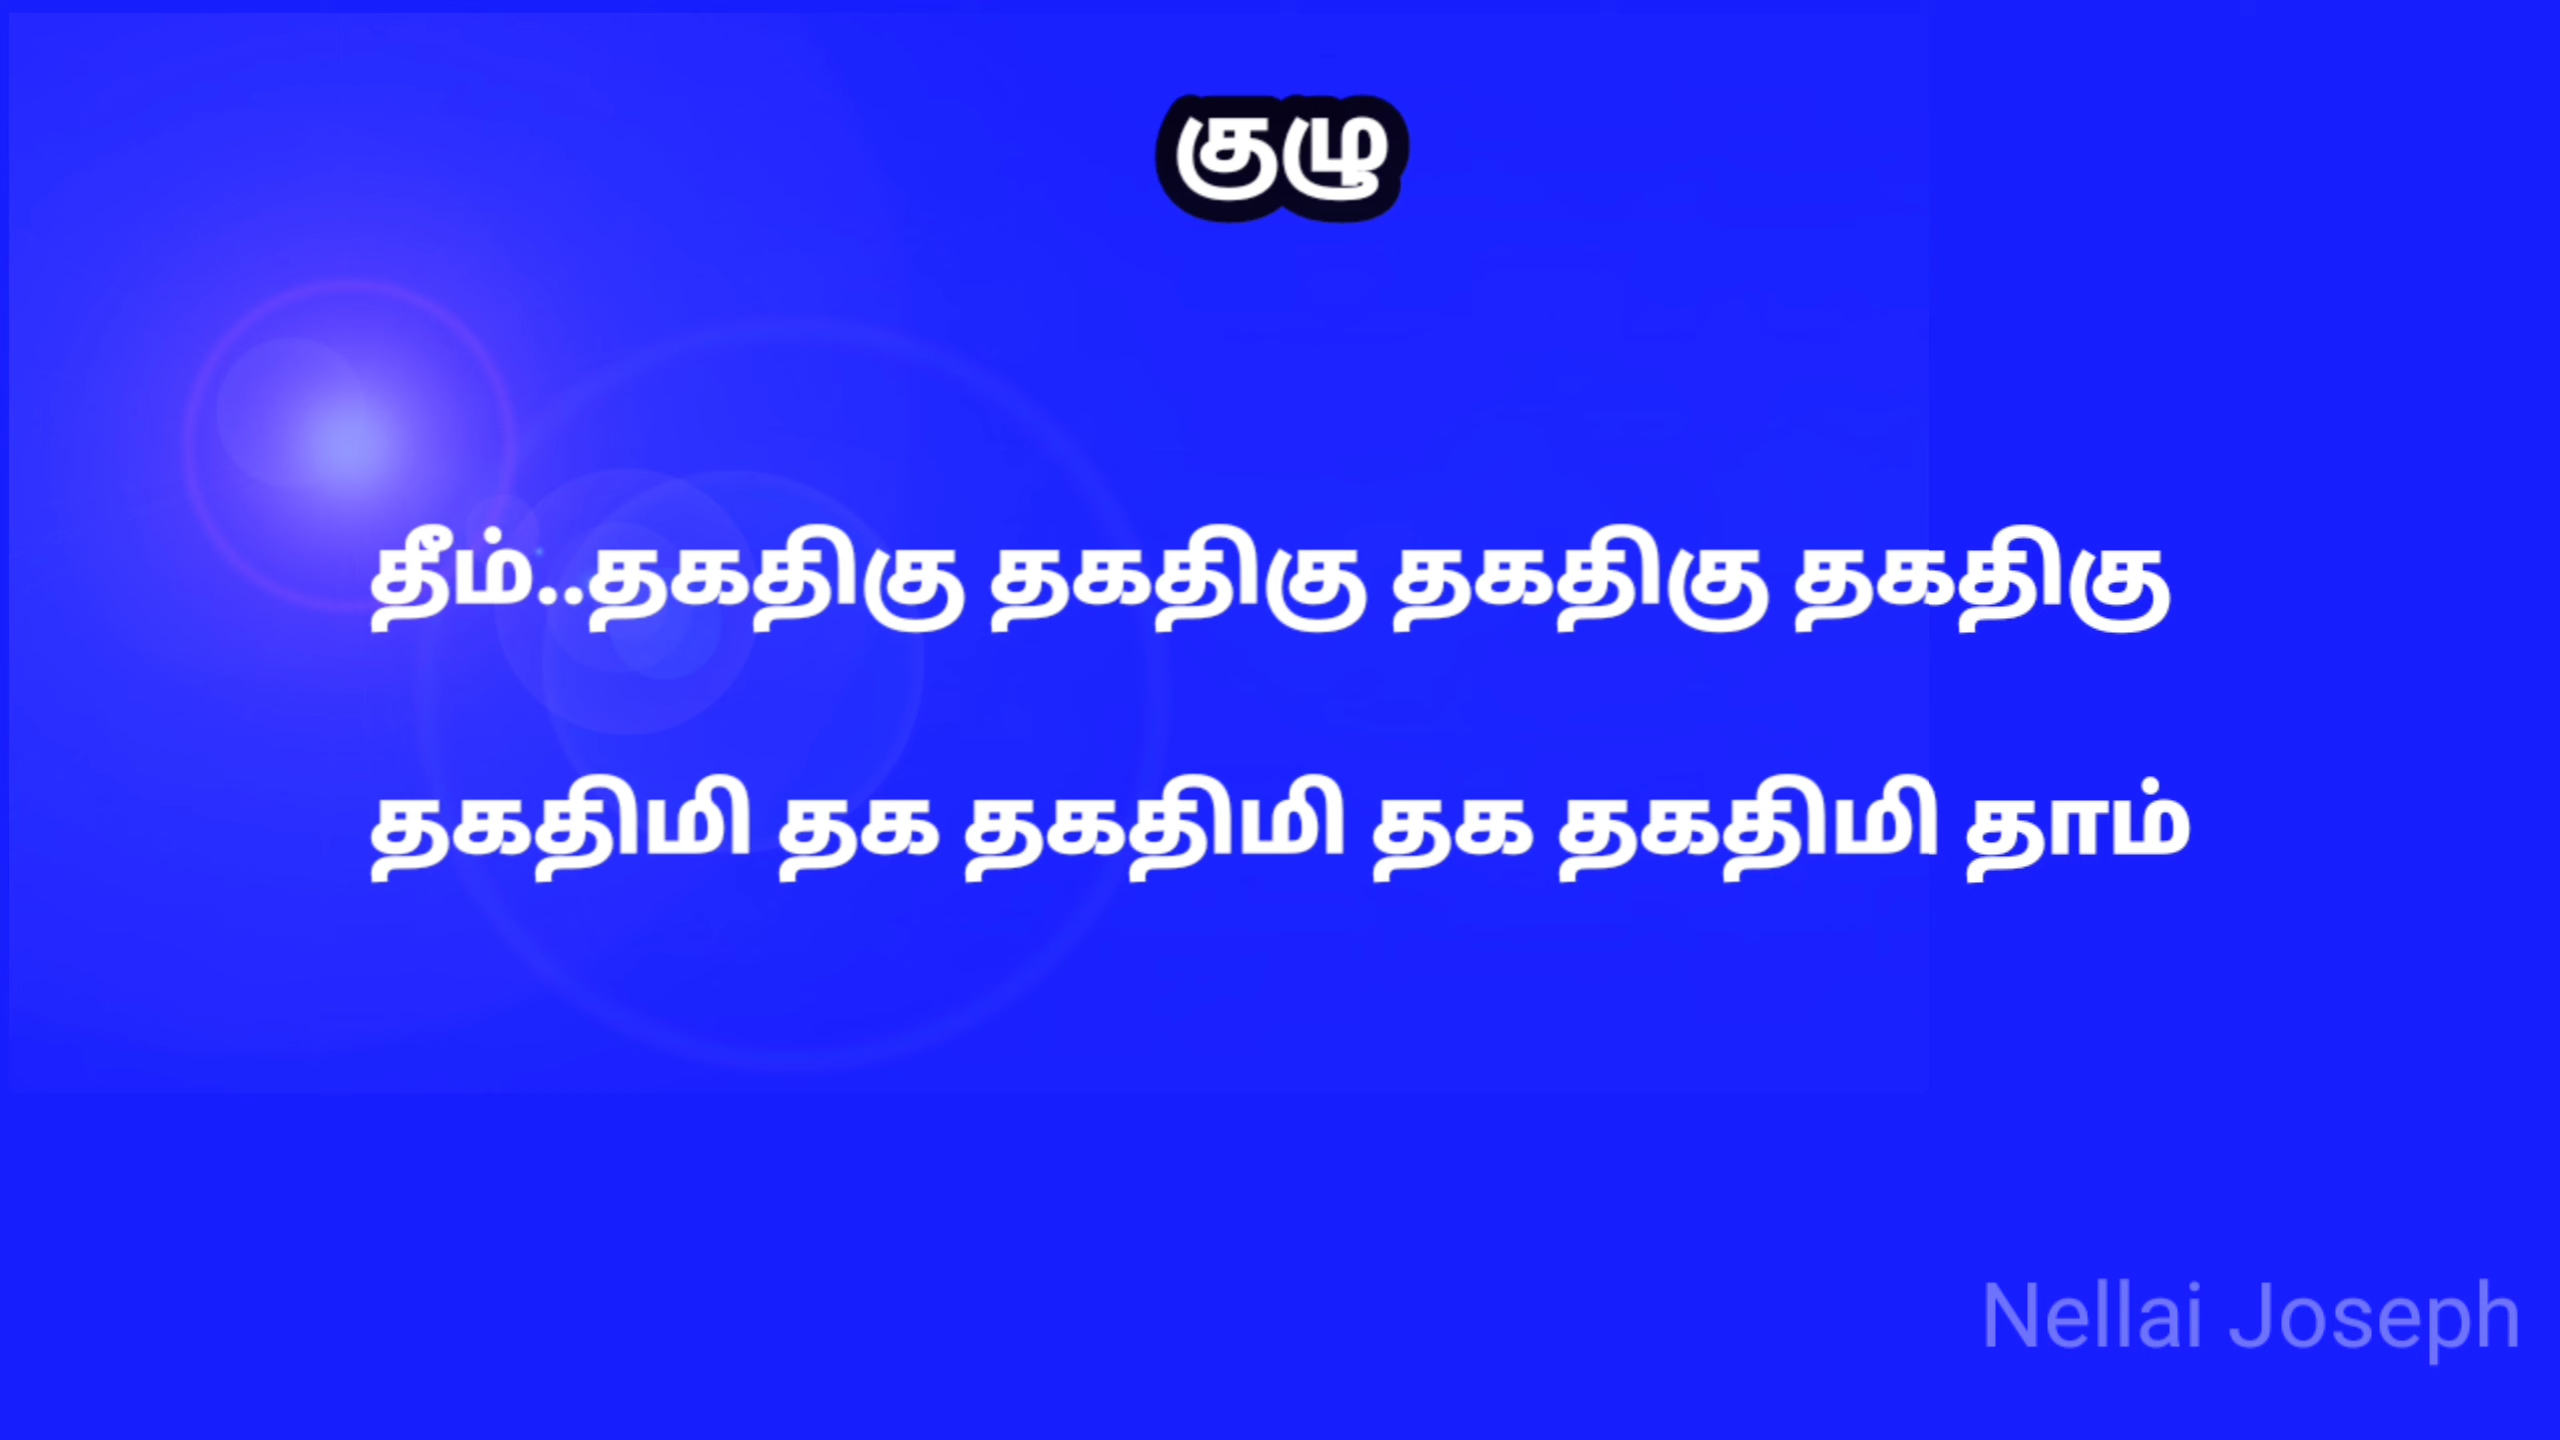 குழு
தீம்..தகதிகு தகதிகு தகதிகு தகதிகு
தகதிமி தக தகதிமி தக தகதிமி தாம்
Nellai Joseph